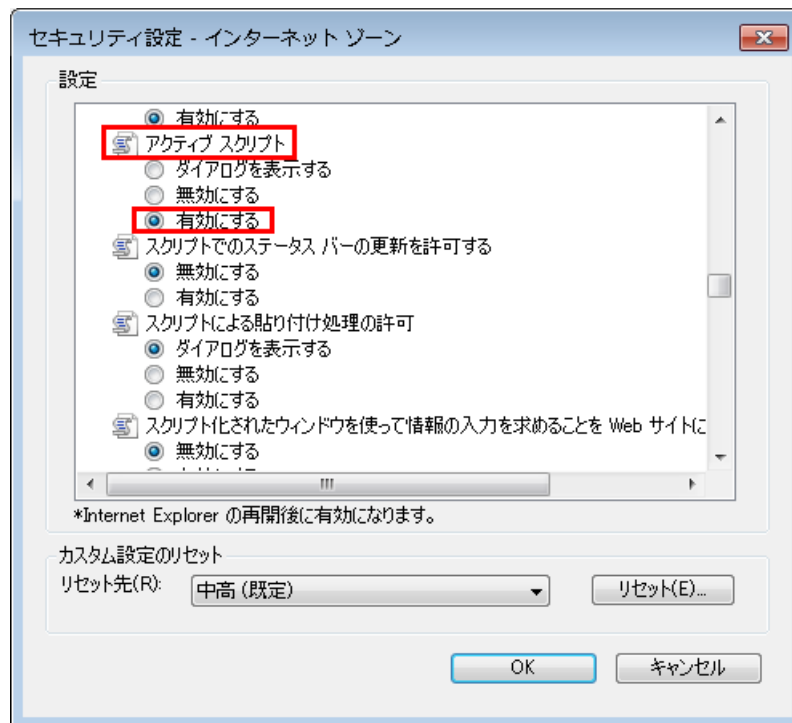 セキュリティ設定 - インターネット ゾーン
設定
有効にする
アクティブ スクリプト
ダイアログを表示する
無効にする
有効にする
スクリプトでのステータス バーの更新を許可する
無効にする
有効にする
スクリプトによる貼り付け処理の許可
ダイアログを表示する
無効にする
有効にする
スクリプト化されたウィンドウを使って情報の入力を求めることを Web サイトに
無効にする
*Internet Explorer の再開後に有効になります。
カスタム設定のリセット
リセット先(R): 中高 (既定) リセット(E)...
OK キャンセル